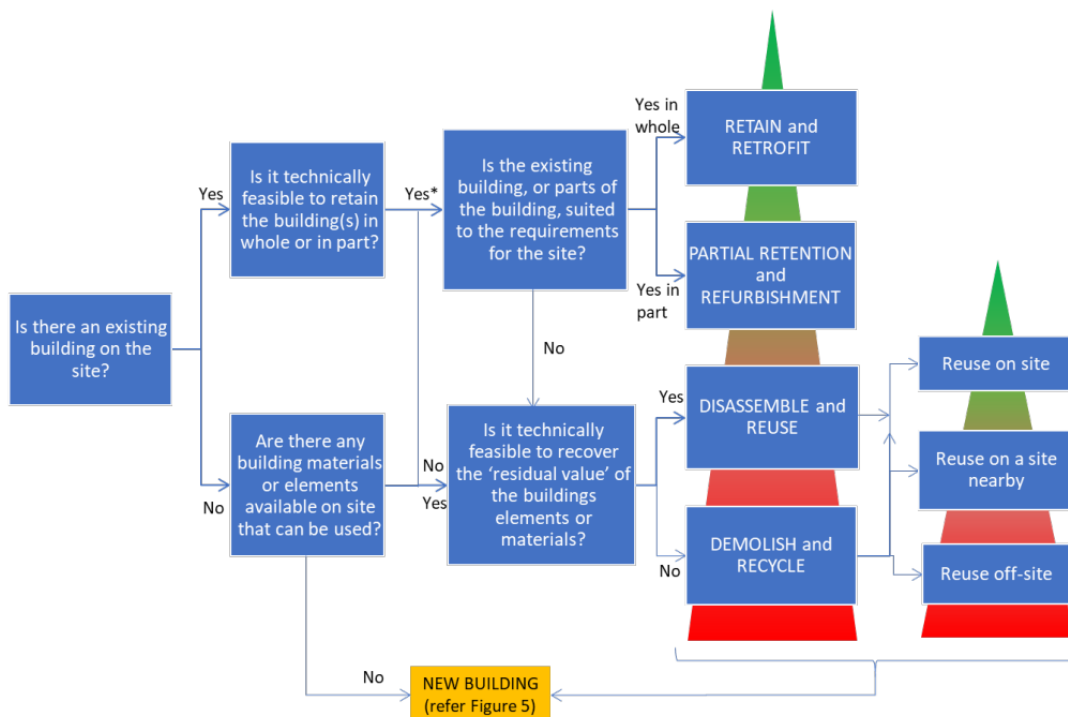 Is there an existing
building on the
site?
Yes
No
Is it technically
feasible to retain
the building(s) in
whole or in part?
Are there any
building materials
or elements
available on site
that can be used?
Yes*
No
Yes
Is the existing
building, or parts of
the building, suited
to the requirements
for the site?
No
Is it technically
feasible to recover
the ‘residual value’ of
the buildings
elements or
materials?
Yes in
whole
Yes in
part
Yes
No
RETAIN and
RETROFIT
PARTIAL RETENTION
and
REFURBISHMENT
DISASSEMBLE and
REUSE
DEMOLISH and
RECYCLE
Reuse on site
Reuse on a site
nearby
Reuse off-site
No
NEW BUILDING
(refer Figure 5)